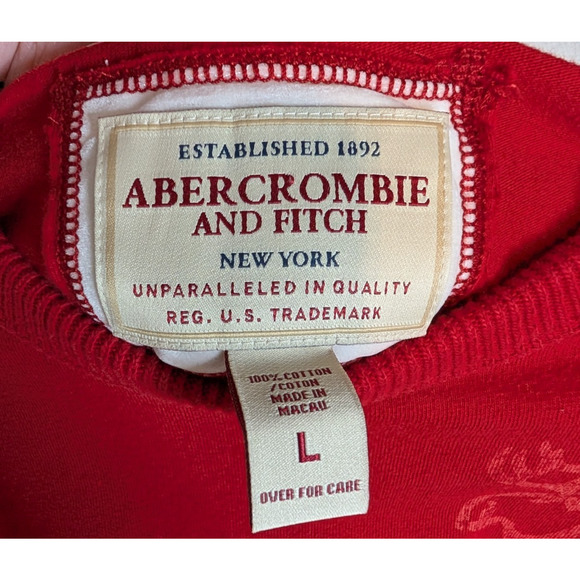 ESTABLISHED 1892
ABERCROMBIE
AND FITCH
NEW YORK
UNPARALLELED IN QUALITY
REG. U.S. TRADEMARK
100% COTTON
/COTON
MADE IN
MACAU
L
OVER FOR CARE